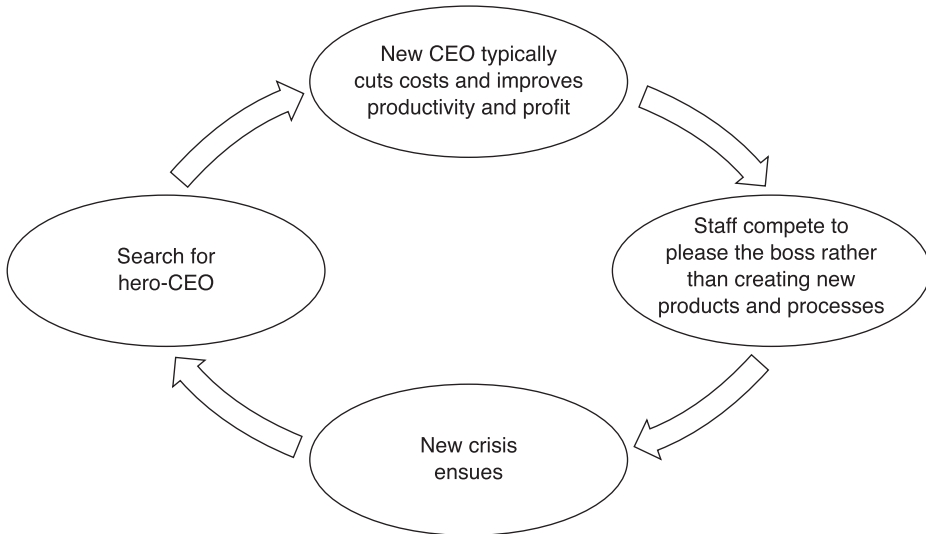 New CEO typically
cuts costs and improves
productivity and profit
Staff compete to
please the boss rather
than creating new
products and processes
New crisis
ensues
Search for
hero-CEO